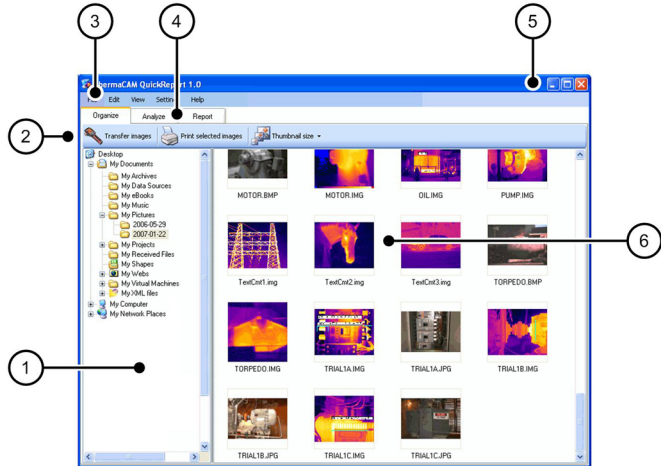 3
4
5
ThermaCAM QuickReport 1.0
File Edit View Settings Help
Organize Analyze Report
2
Transfer images Print selected images Thumbnail size
Desktop
My Documents
My Archives
My Data Sources
My eBooks
My Music
My Pictures
2006-05-29
2007-01-22
My Projects
My Received Files
My Shapes
My Webs
My Virtual Machines
My XML files
My Computer
My Network Places
1
MOTOR.BMP MOTOR.IMG OIL.IMG PUMP.IMG
6
TextCmt1.img TextCmt2.img TextCmt3.img TORPEDO.BMP
TORPEDO.IMG TRIAL1A.IMG TRIAL1A.JPG TRIAL1B.IMG
TRIAL1B.JPG TRIAL1C.IMG TRIAL1C.JPG